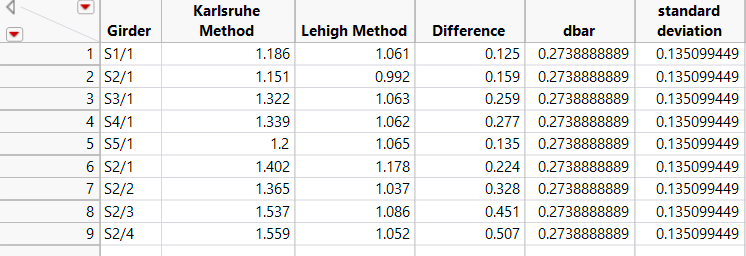 Girder Karlsruhe Method Lehigh Method Difference dbar standard deviation
1 S1/1 1.186 1.061 0.125 0.2738888889 0.135099449
2 S2/1 1.151 0.992 0.159 0.2738888889 0.135099449
3 S3/1 1.322 1.063 0.259 0.2738888889 0.135099449
4 S4/1 1.339 1.062 0.277 0.2738888889 0.135099449
5 S5/1 1.2 1.065 0.135 0.2738888889 0.135099449
6 S2/1 1.402 1.178 0.224 0.2738888889 0.135099449
7 S2/2 1.365 1.037 0.328 0.2738888889 0.135099449
8 S2/3 1.537 1.086 0.451 0.2738888889 0.135099449
9 S2/4 1.559 1.052 0.507 0.2738888889 0.135099449